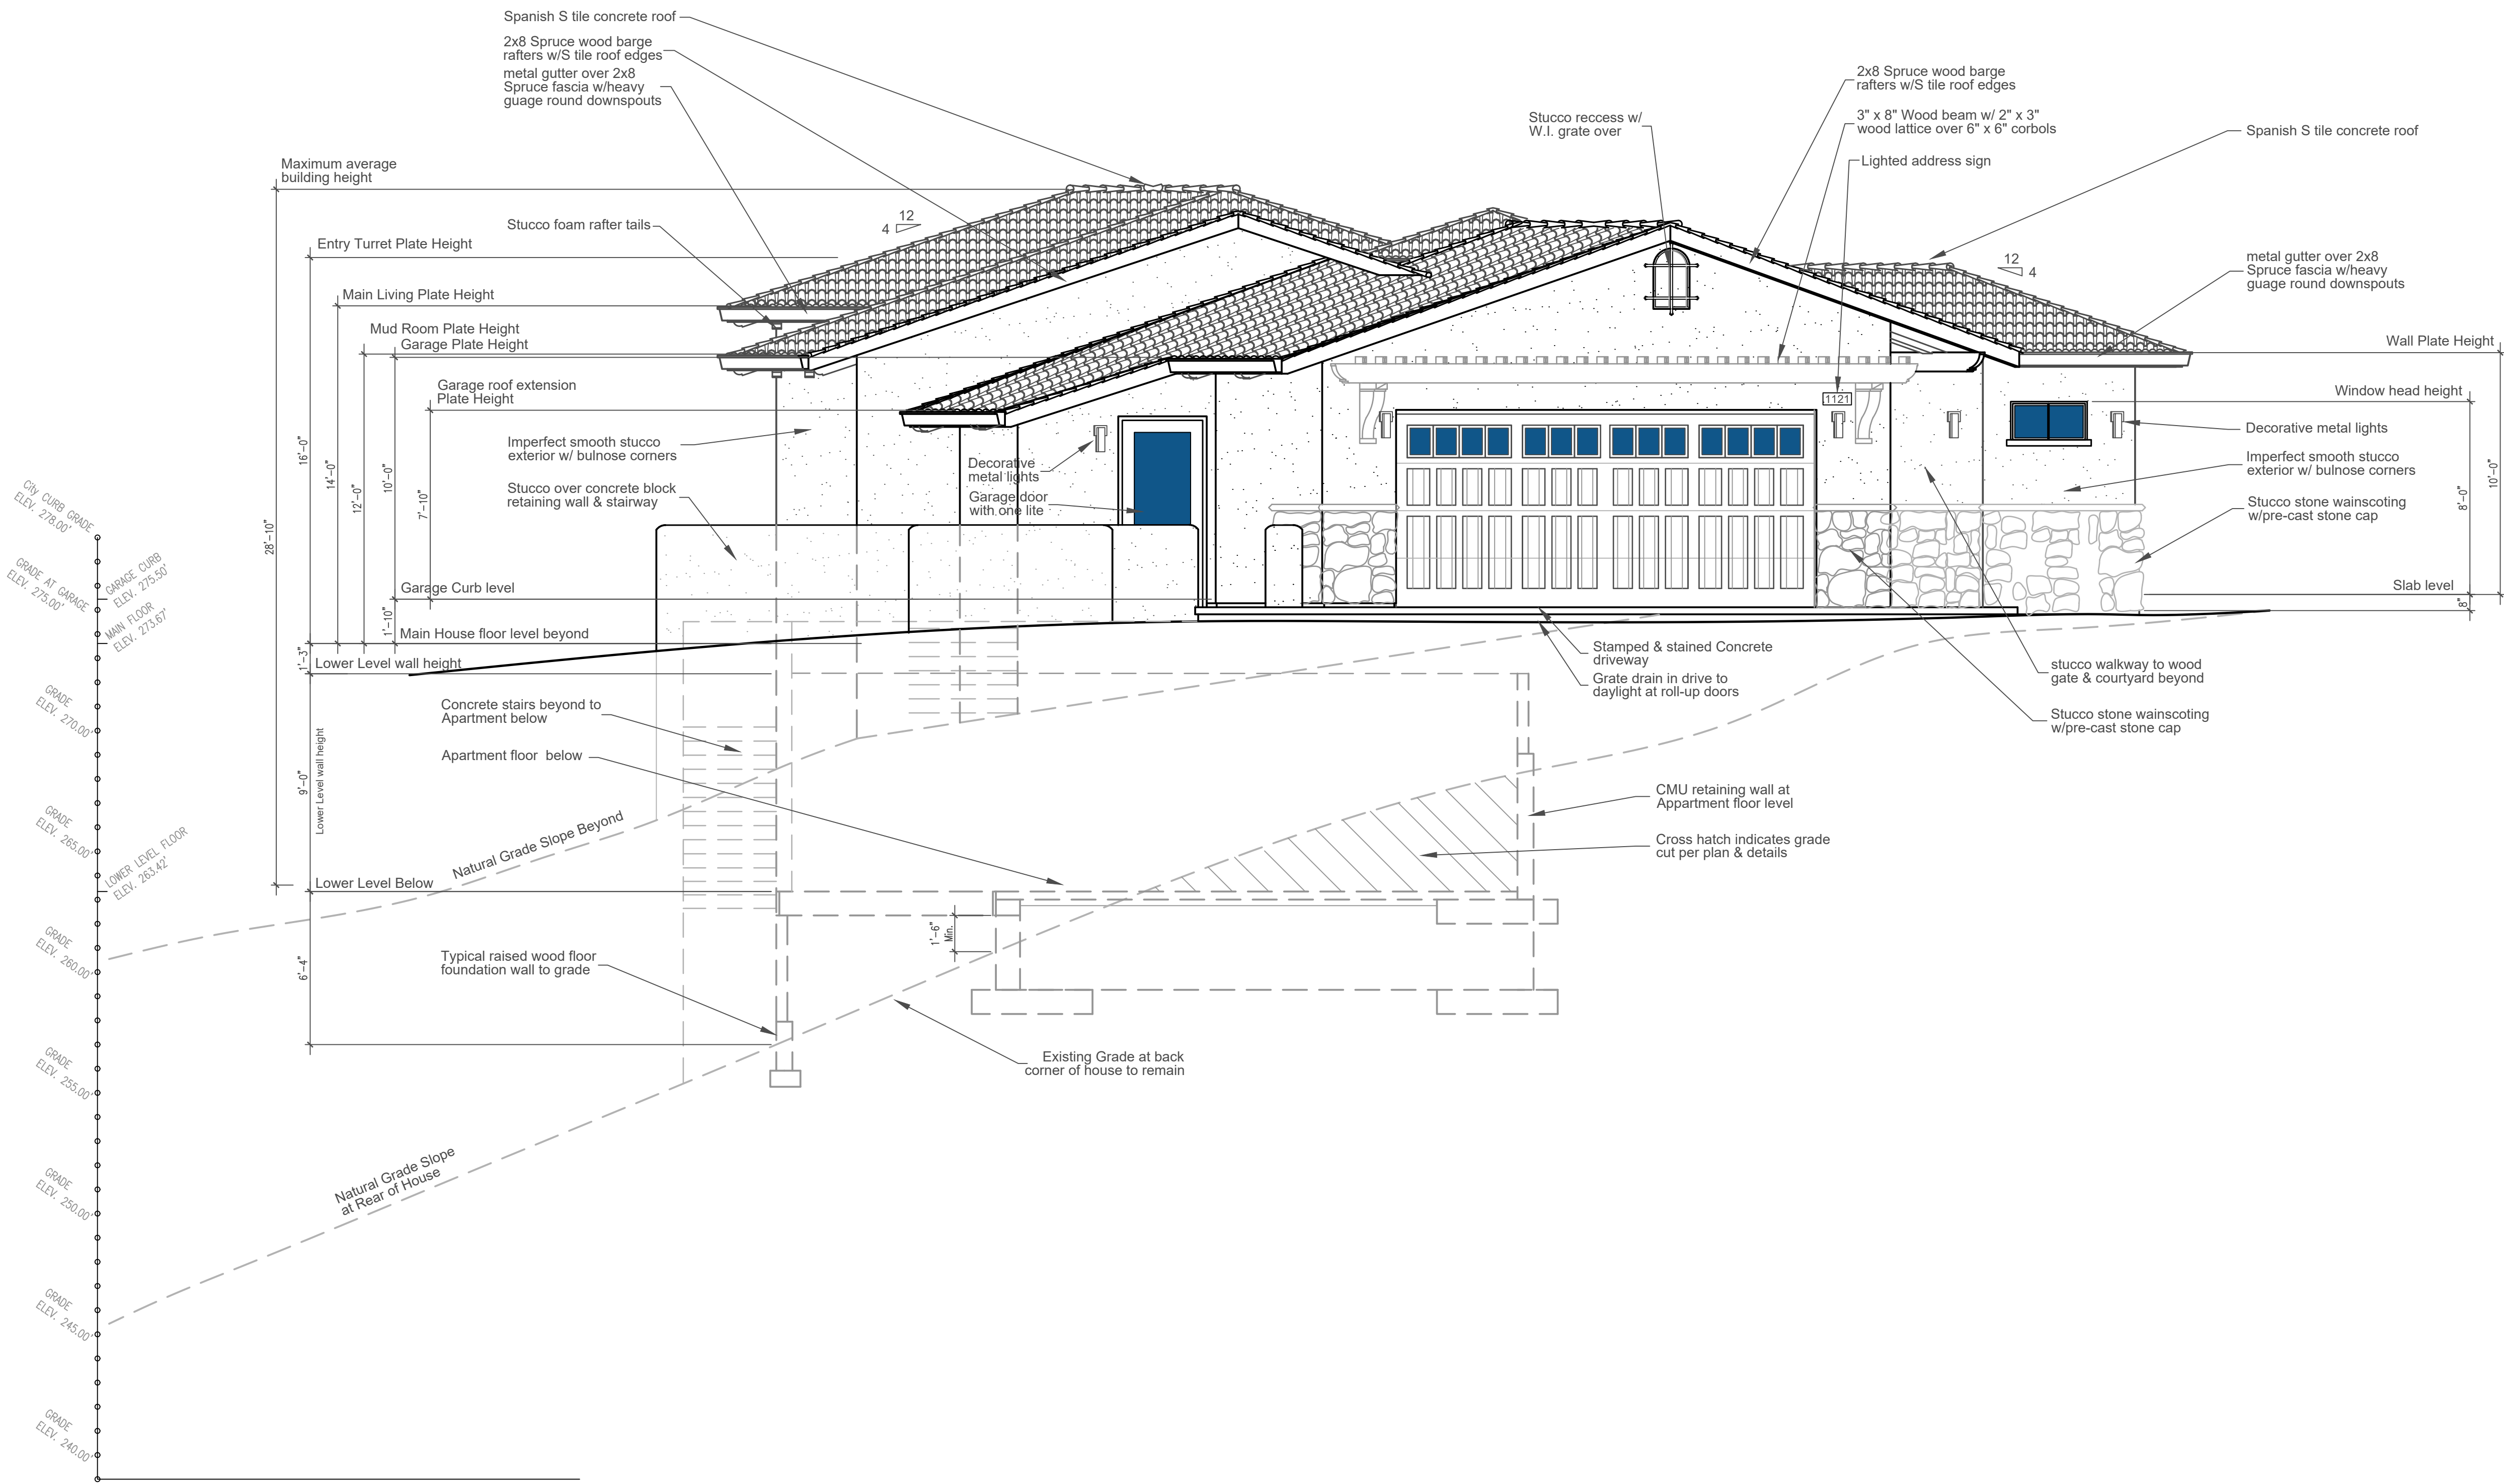 Spanish S tile concrete roof
2x8 Spruce wood barge
rafters w/S tile roof edges
metal gutter over 2x8
Spruce fascia w/heavy
guage round downspouts
2x8 Spruce wood barge
rafters w/S tile roof edges
3" x 8" Wood beam w/ 2" x 3"
wood lattice over 6" x 6" corbols
Stucco reccess w/
W.I. grate over
Spanish S tile concrete roof
Lighted address sign
Maximum average
building height
Stucco foam rafter tails
12
4
Entry Turret Plate Height
12
4
metal gutter over 2x8
Spruce fascia w/heavy
guage round downspouts
Main Living Plate Height
Mud Room Plate Height
Garage Plate Height
Wall Plate Height
Garage roof extension
Plate Height
Window head height
1121
Decorative metal lights
Imperfect smooth stucco
exterior w/ bulnose corners
Decorative
metal lights
Imperfect smooth stucco
exterior w/ bulnose corners
Stucco over concrete block
retaining wall & stairway
Garage door
with one lite
Stucco stone wainscoting
w/pre-cast stone cap
16'-0"
14'-0"
12'-0"
10'-0"
7'-10"
28'-10"
8'-0"
10'-0"
City CURB GRADE
ELEV. 278.00'
GRADE AT GARAGE
ELEV. 275.00'
GARAGE CURB
ELEV. 275.50'
MAIN FLOOR
ELEV. 273.67'
Garage Curb level
Slab level
8"
1'-10"
Main House floor level beyond
1'-3"
Lower Level wall height
Stamped & stained Concrete
driveway
Grate drain in drive to
daylight at roll-up doors
stucco walkway to wood
gate & courtyard beyond
Stucco stone wainscoting
w/pre-cast stone cap
GRADE
ELEV. 270.00'
Concrete stairs beyond to
Apartment below
Apartment floor below
9'-0"
Lower Level wall height
CMU retaining wall at
Appartment floor level
Cross hatch indicates grade
cut per plan & details
GRADE
ELEV. 265.00'
Natural Grade Slope Beyond
LOWER LEVEL FLOOR
ELEV. 263.42'
Lower Level Below
1'-6"
Min.
GRADE
ELEV. 260.00'
6'-4"
Typical raised wood floor
foundation wall to grade
Existing Grade at back
corner of house to remain
GRADE
ELEV. 255.00'
GRADE
ELEV. 250.00'
Natural Grade Slope
at Rear of House
GRADE
ELEV. 245.00'
GRADE
ELEV. 240.00'